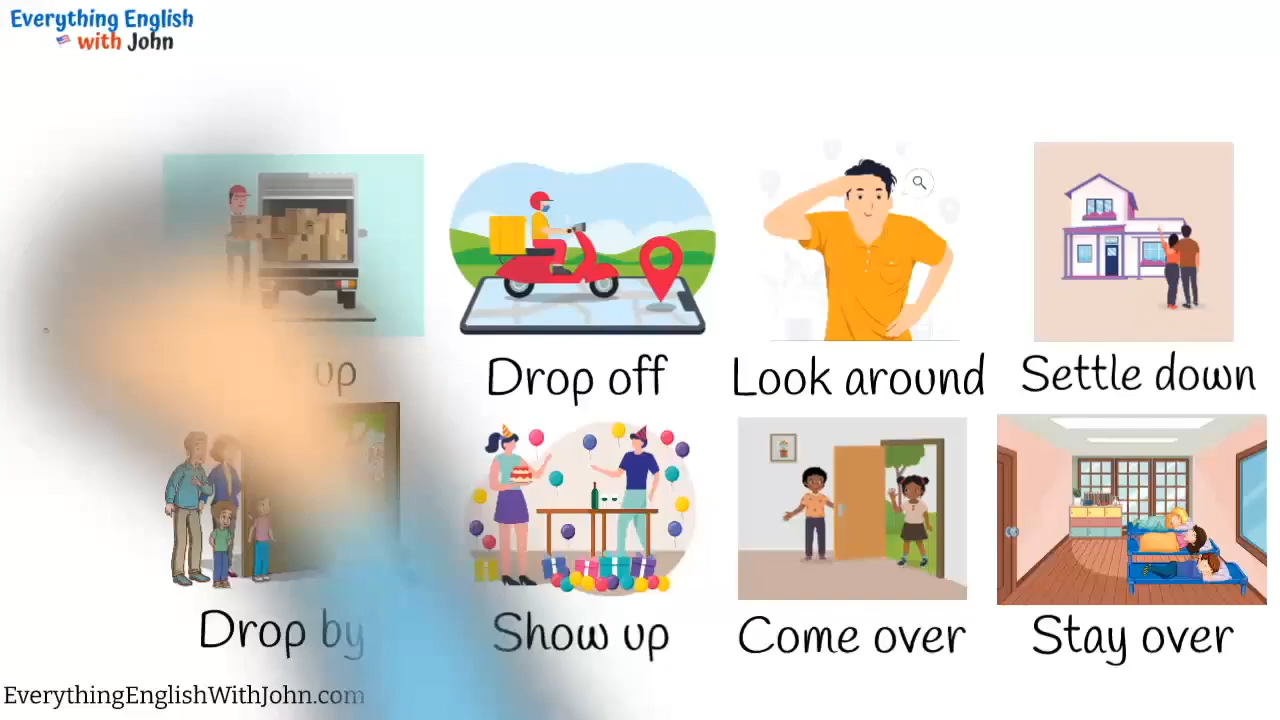 Everything English
with John
up
Drop off
Look around
Settle down
Drop by
Show up
Come over
Stay over
EverythingEnglishWithJohn.com